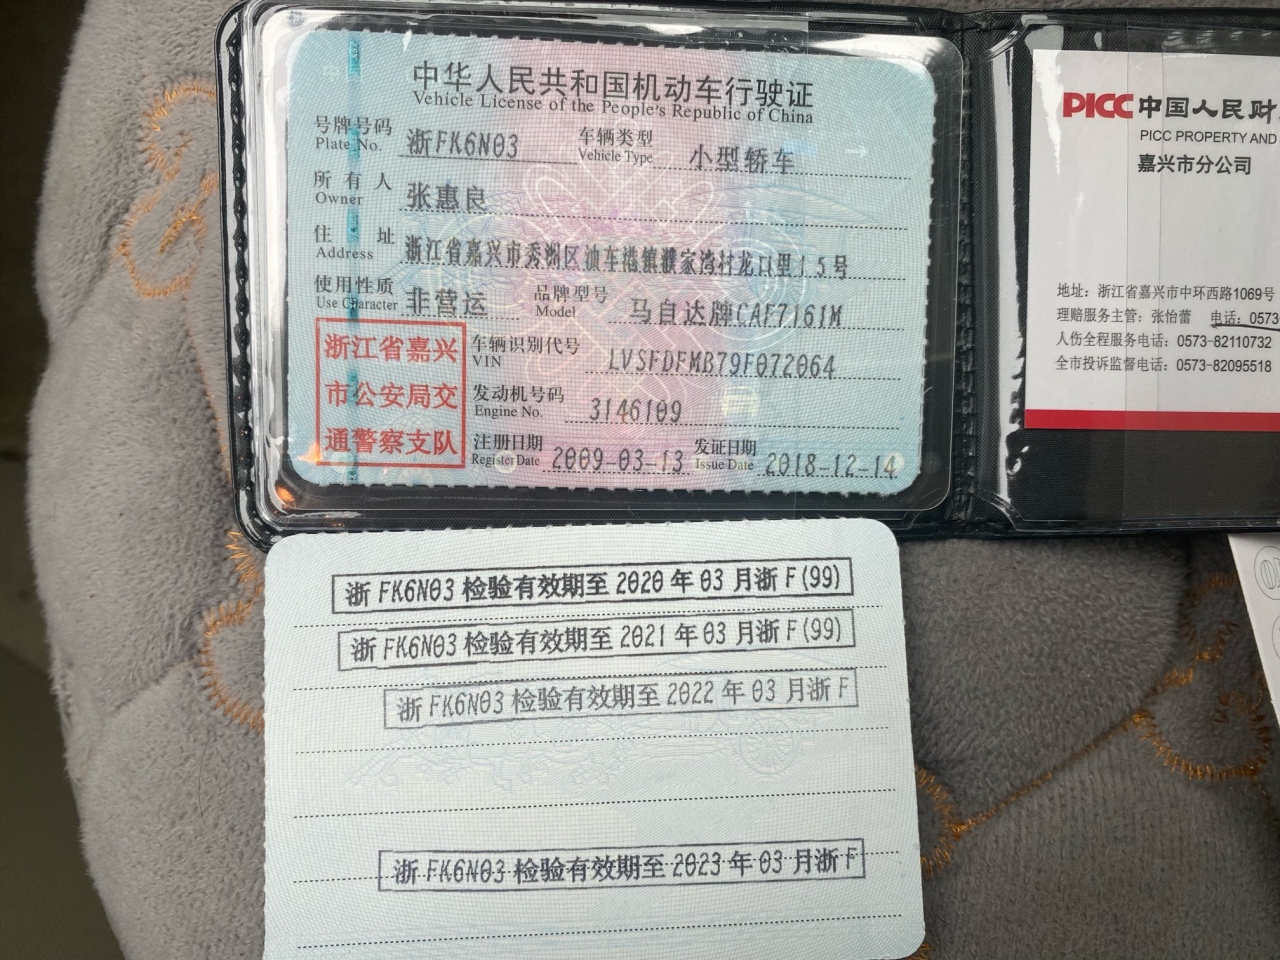 中华人民共和国机动车行驶证
Vehicle License of the People's Republic of China
号牌号码 浙FK6N03 车辆类型 小型轿车
Plate No. Vehicle Type
所有人 张惠良
Owner
住址 浙江省嘉兴市秀洲区油车港镇濮家湾村龙口里15号
Address
使用性质 非营运 品牌型号 马自达牌CAF7161M
Use Character Model
浙江省嘉兴
市公安局交
通警察支队
车辆识别代号 LVSFDFMB79F072064
VIN
发动机号码 3146109
Engine No.
注册日期 2009-03-13 发证日期 2018-12-14
Register Date Issue Date
浙FK6N03检验有效期至2020年03月浙F(99)
浙FK6N03检验有效期至2021年03月浙F(99)
浙FK6N03检验有效期至2022年03月浙F
浙FK6N03检验有效期至2023年03月浙F
PICC中国人民财
PICC PROPERTY AND
嘉兴市分公司
地址：浙江省嘉兴市中环西路1069号
理赔服务主管：张怡蕾 电话：0573-
人伤全程服务电话：0573-82110732
全市投诉监督电话：0573-82095518